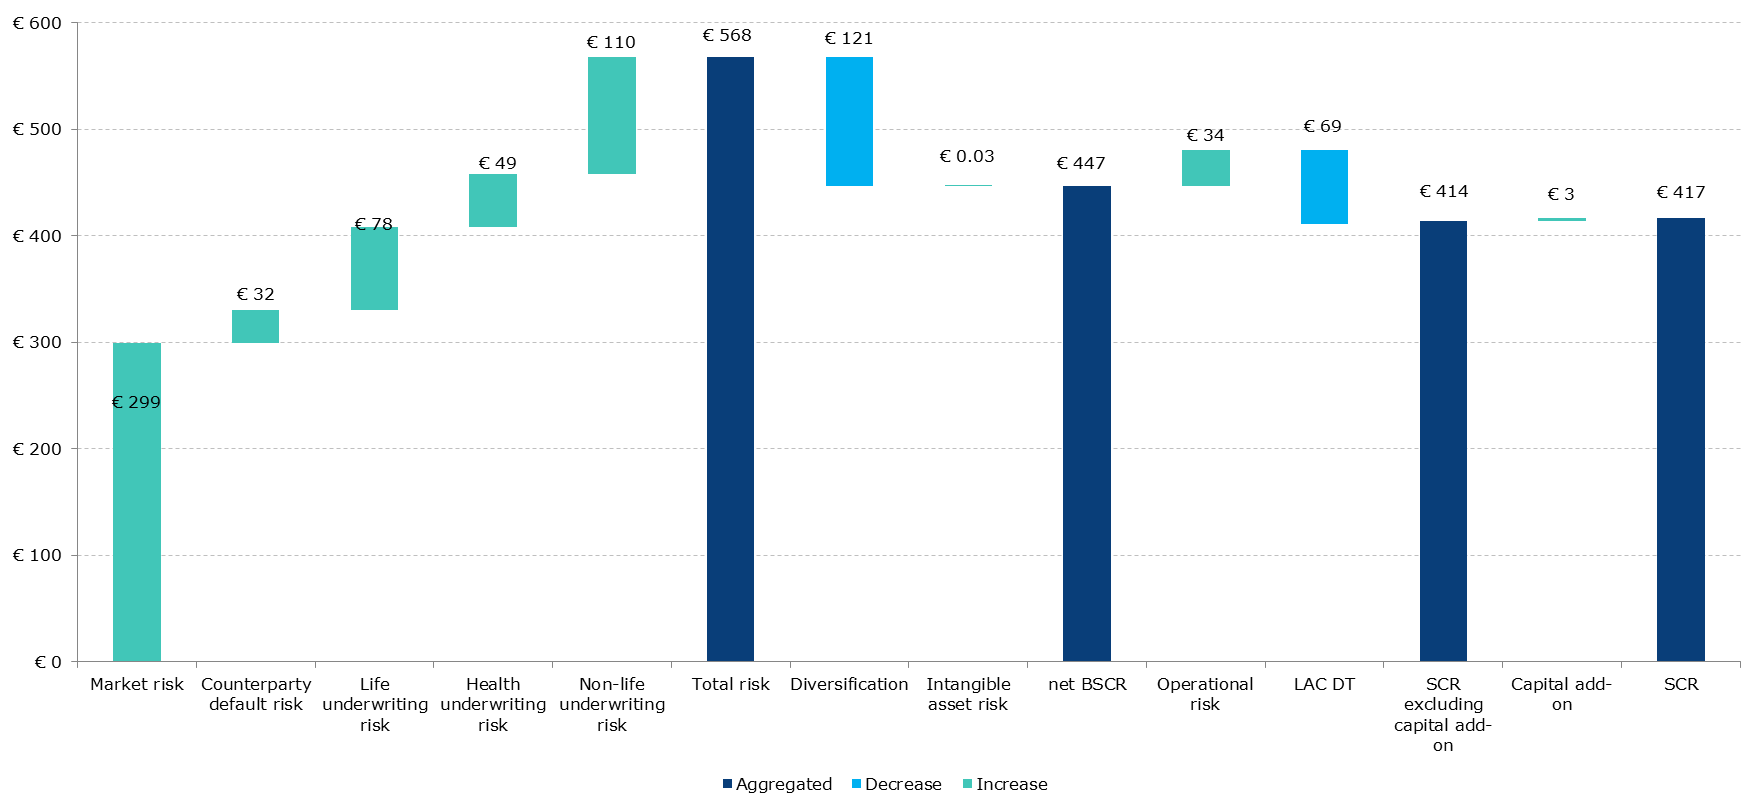 € 600
€ 500
€ 400
€ 300
€ 200
€ 100
€ 0
€ 299
€ 32
€ 78
€ 49
€ 110
€ 568
€ 121
€ 0.03
€ 447
€ 34
€ 69
€ 414
€ 3
€ 417
Market risk
Counterparty
default risk
Life
underwriting
risk
Health
underwriting
risk
Non-life
underwriting
risk
Total risk
Diversification
Intangible
asset risk
net BSCR
Operational
risk
LAC DT
SCR
excluding
capital add-
on
Capital add-
on
SCR
Aggregated
Decrease
Increase